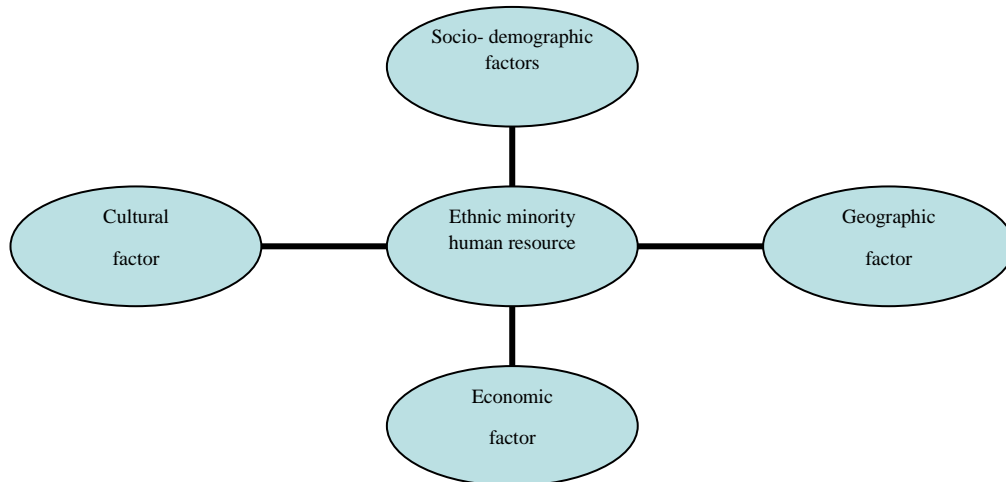 Socio- demographic
factors
Cultural
factor
Ethnic minority
human resource
Geographic
factor
Economic
factor